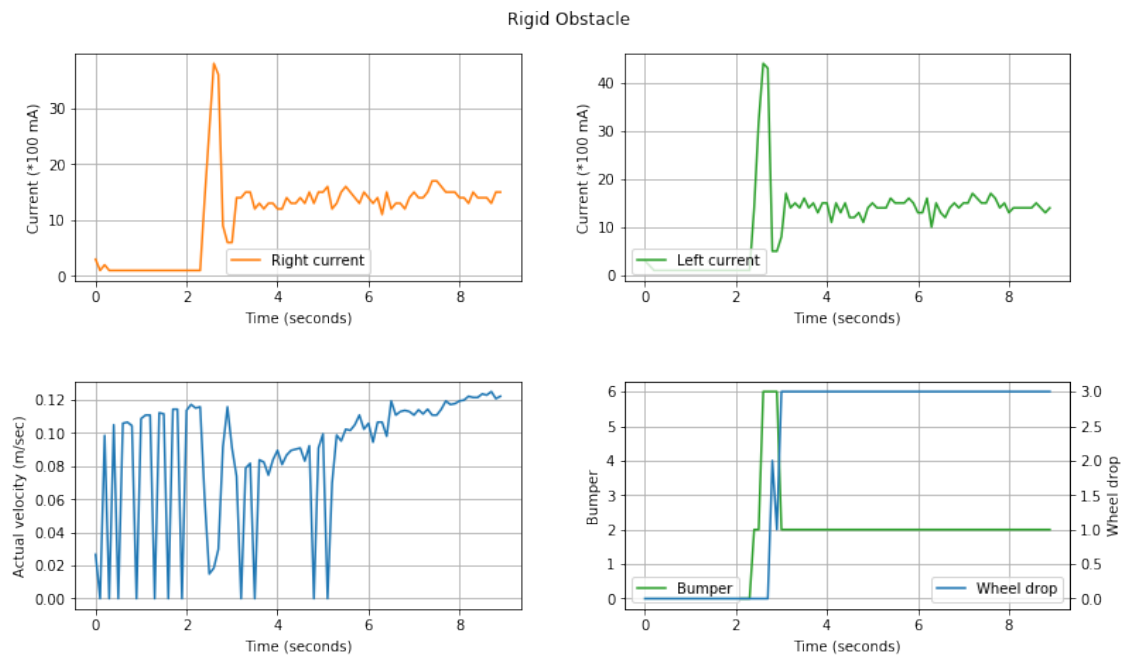 Rigid Obstacle
Current (*100 mA)
30
20
10
0
Right current
0 2 4 6 8
Time (seconds)
Current (*100 mA)
40
30
20
10
0
Left current
0 2 4 6 8
Time (seconds)
Actual velocity (m/sec)
0.12
0.10
0.08
0.06
0.04
0.02
0.00
0 2 4 6 8
Time (seconds)
Bumper
6
5
4
3
2
1
0
Bumper
Wheel drop
3.0
2.5
2.0
1.5
1.0
0.5
0.0
Wheel drop
0 2 4 6 8
Time (seconds)